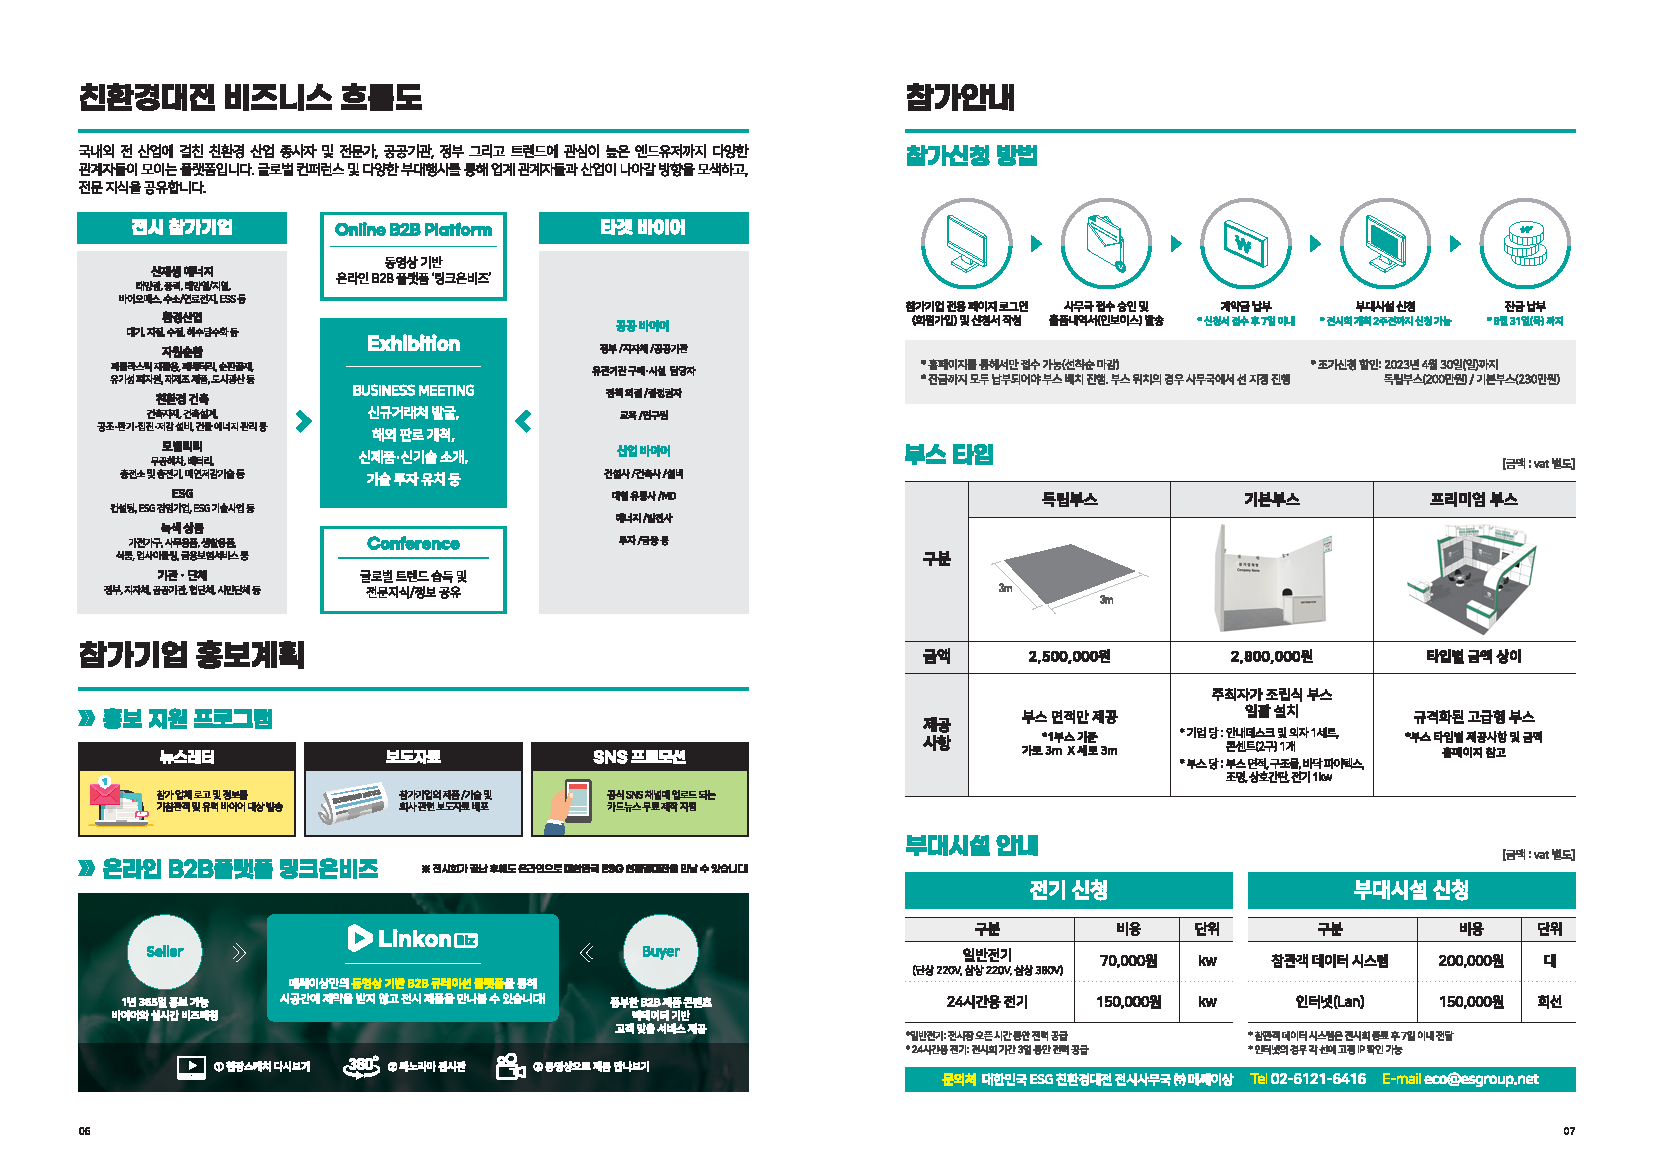 친환경대전 비즈니스 흐름도
국내외 전 산업에 걸친 친환경 산업 종사자 및 전문가, 공공기관, 정부 그리고 트렌드에 관심이 높은 엔드유저까지 다양한
관계자들이 모이는 플랫폼입니다. 글로벌 컨퍼런스 및 다양한 부대행사를 통해 업계 관계자들과 산업이 나아갈 방향을 모색하고,
전문 지식을 공유합니다.
전시 참가기업
신재생 에너지
태양광, 풍력, 태양열/지열,
바이오매스, 수소/연료전지, ESS 등
환경산업
대기, 저질, 수질, 해수담수화 등
자원순환
폐플라스틱 재활용, 폐배터리, 순환골재,
유기성 폐자원, 재제조 제품, 도시광산 등
친환경 건축
건축자재, 건축설계,
공조·환기·집진·저감 설비, 건물 에너지 관리 등
모빌리티
무공해차, 배터리,
충전소 및 충전기, 매연저감기술 등
ESG
컨설팅, ESG 경영기업, ESG 기술사업 등
녹색 상품
가전가구, 사무용품, 생활용품,
식품, 업사이클링, 금융보험서비스 등
기관 · 단체
정부, 지자체, 공공기관, 협단체, 시민단체 등
Online B2B Platform
동영상 기반
온라인 B2B 플랫폼 ‘링크온비즈’
Exhibition
BUSINESS MEETING
신규거래처 발굴,
해외 판로 개척,
신제품·신기술 소개,
기술 투자 유치 등
Conference
글로벌 트렌드 습득 및
전문지식/정보 공유
타겟 바이어
공공 바이어
정부 /지자체 /공공기관
유관기관 구매·시설 담당자
정책 의결 /결정권자
교육 /연구원
산업 바이어
건설사 /건축사 /설비
대형 유통사 /MD
에너지 /발전사
투자 /금융 등
참가기업 홍보계획
홍보 지원 프로그램
뉴스레터
1
참가 업체 로고 및 정보를
기참관객 및 유력 바이어 대상 발송
보도자료
참가기업의 제품 /기술 및
회사 관련 보도자료 배포
SNS 프로모션
공식 SNS 채널에 업로드 되는
카드뉴스 무료 제작 지원
온라인 B2B플랫폼 링크온비즈
※ 전시회가 끝난 후에도 온라인으로 대한민국 ESG 친환경대전을 만날 수 있습니다
Seller
1년 365일 홍보 가능
바이어와 실시간 비즈매칭
Linkon Biz
메쎄이상만의 동영상 기반 B2B 큐레이션 플랫폼을 통해
시공간에 제약을 받지 않고 전시 제품을 만나볼 수 있습니다!
Buyer
풍부한 B2B 제품 콘텐츠
빅데이터 기반
고객 맞춤 서비스 제공
① 현장스케치 다시보기
360°
② 파노라마 전시관
③ 동영상으로 제품 만나보기
06
참가안내
참가신청 방법
참가기업 전용 페이지 로그인
(회원가입) 및 신청서 작성
사무국 접수 승인 및
출품내역서(인보이스) 발송
₩
계약금 납부
* 신청서 접수 후 7일 이내
부대시설 신청
* 전시회 개최 2주전까지 신청 가능
₩
잔금 납부
* 8월 31일(목) 까지
* 홈페이지를 통해서만 접수 가능(선착순 마감)
* 잔금까지 모두 납부되어야 부스 배치 진행. 부스 위치의 경우 사무국에서 선 지정 진행
* 조기신청 할인: 2023년 4월 30일(일)까지
독립부스(200만원) / 기본부스(230만원)
부스 타입
[금액 : vat 별도]
구분
독립부스
기본부스
프리미엄 부스
3m
3m
금액
2,500,000원
2,800,000원
타입별 금액 상이
제공
사항
부스 면적만 제공
*1부스 기준
가로 3m X 세로 3m
주최자가 조립식 부스
일괄 설치
* 기업 당 : 안내데스크 및 의자 1세트,
콘센트(2구) 1개
* 부스 당 : 부스 면적, 구조물, 바닥 파이텍스,
조명, 상호간판, 전기 1kw
규격화된 고급형 부스
*부스 타입별 제공사항 및 금액
홈페이지 참고
부대시설 안내
[금액 : vat 별도]
전기 신청
구분
비용
단위
일반전기
(단상 220V, 삼상 220V, 삼상 380V)
70,000원
kw
24시간용 전기
150,000원
kw
*일반전기: 전시장 오픈 시간 동안 전력 공급
* 24시간용 전기: 전시회 기간 3일 동안 전력 공급
부대시설 신청
구분
비용
단위
참관객 데이터 시스템
200,000원
대
인터넷(Lan)
150,000원
회선
* 참관객 데이터 시스템은 전시회 종료 후 7일 이내 전달
* 인터넷의 경우 각 선에 고정 IP 확인 가능
문의처 대한민국 ESG 친환경대전 전시사무국 ㈜메쎄이상 Tel 02-6121-6416 E-mail eco@esgroup.net
07